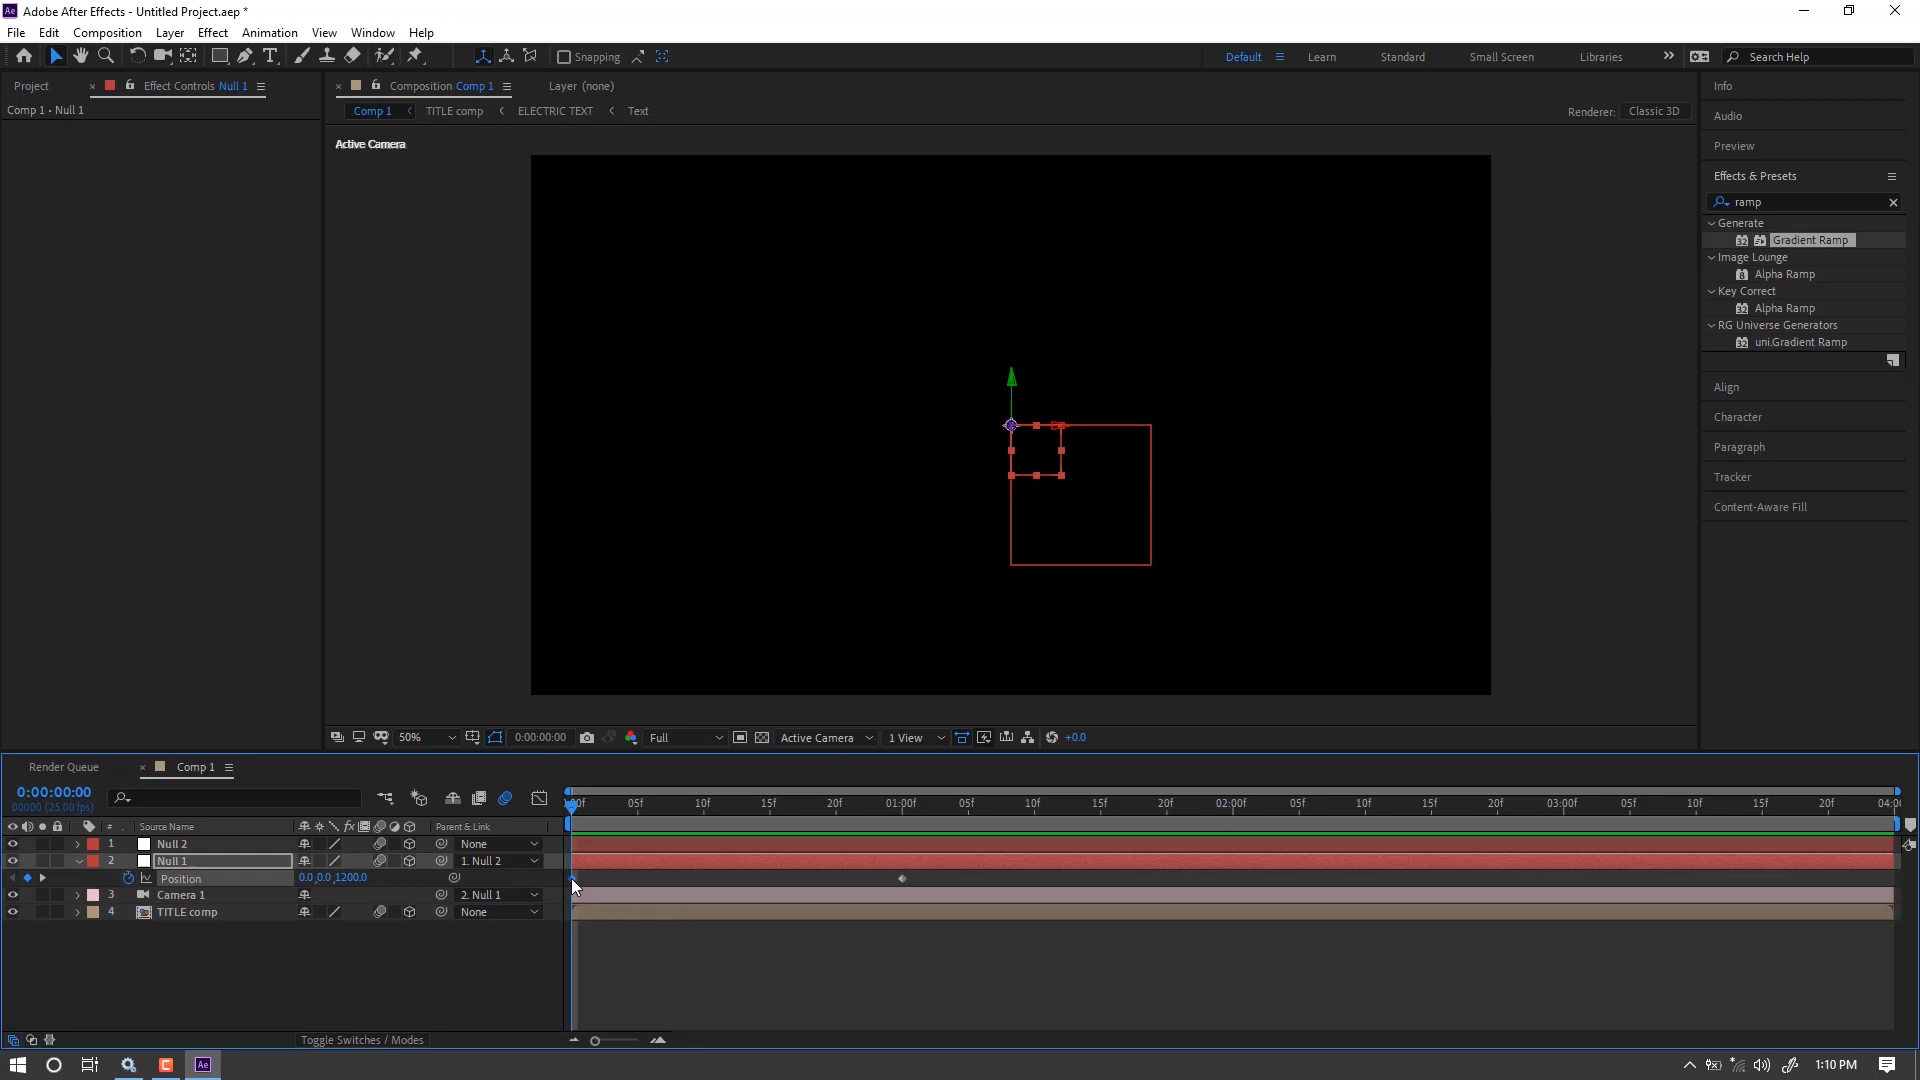 Ae Adobe After Effects - Untitled Project.aep *
File Edit Composition Layer Effect Animation View Window Help
Snapping Default Learn Standard Small Screen Libraries Search Help
Project Effect Controls Null 1 Composition Comp 1 Layer (none) Info
Comp 1 • Null 1 Comp 1 TITLE comp ELECTRIC TEXT Text Renderer: Classic 3D
Audio
Active Camera
Preview
Effects & Presets
ramp
Generate
Gradient Ramp
Image Lounge
Alpha Ramp
Key Correct
Alpha Ramp
RG Universe Generators
uni.Gradient Ramp
Align
Character
Paragraph
Tracker
Content-Aware Fill
50% 0:00:00:00 Full Active Camera 1 View +0.0
Render Queue Comp 1
0:00:00:00
00000 (25.00 fps)
05f 10f 15f 20f 01:00f 05f 10f 15f 20f 02:00f 05f 10f 15f 20f 03:00f 05f 10f 15f 20f
# Source Name Parent & Link
1 Null 2 None
2 Null 1 1. Null 2
Position 0.0,0.0,1200.0
3 Camera 1 2. Null 1
4 TITLE comp None
Toggle Switches / Modes
Ae 1:10 PM